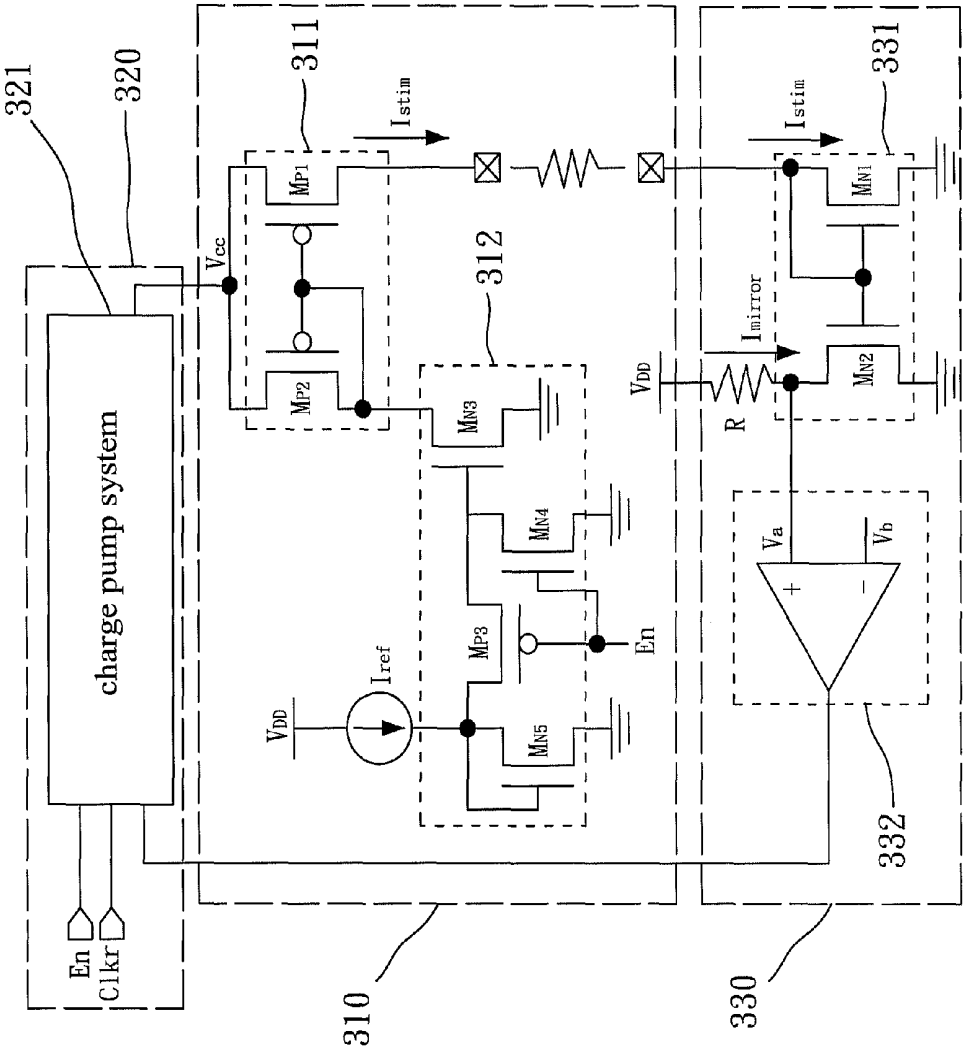 321
320
charge pump system
En
Clkr
Vcc
311
MP1
MP2
Istim
312
MN3
MN4
MP3
En
MN5
Iref
VDD
310
331
Istim
MN1
MN2
Imirror
VDD
R
Va
Vb
+
−
332
330